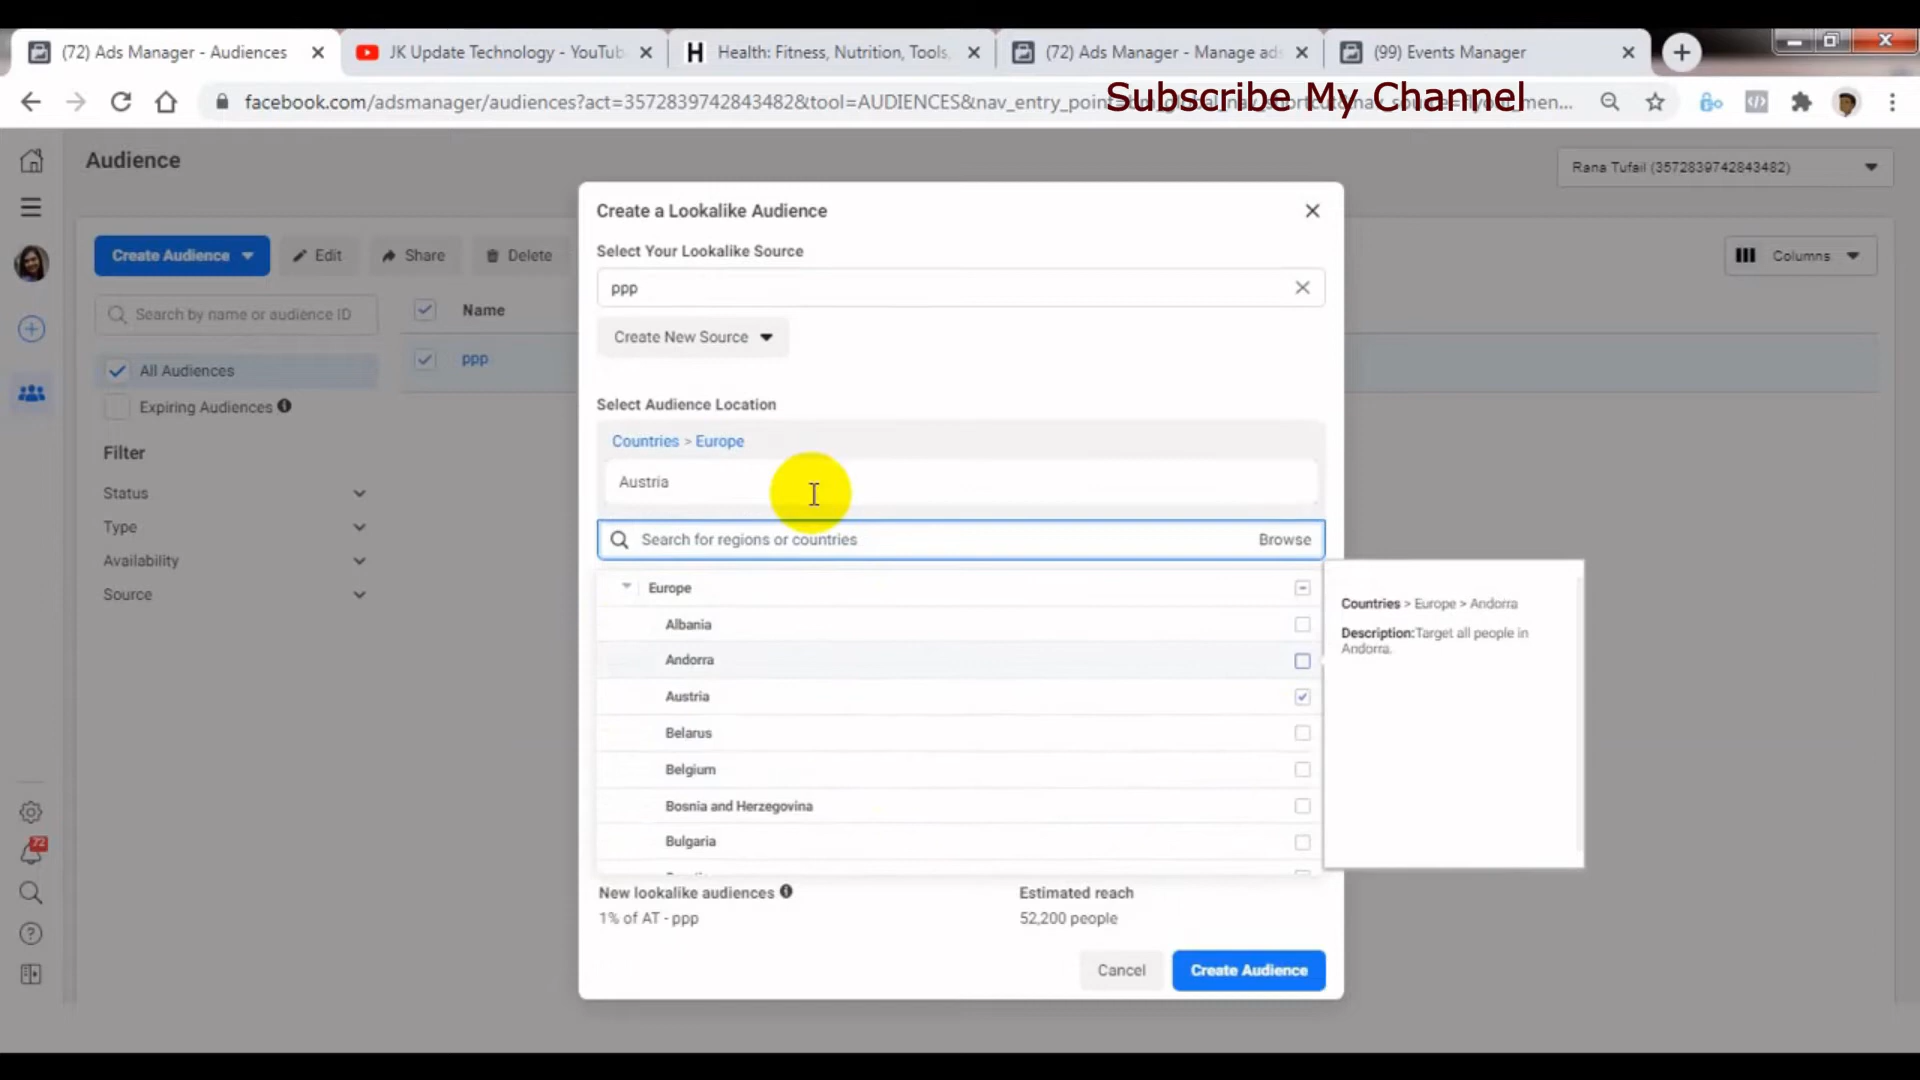 (72) Ads Manager - Audiences
JK Update Technology - YouTub
H Health: Fitness, Nutrition, Tools,
(72) Ads Manager - Manage ads
(99) Events Manager
Subscribe My Channel
facebook.com/adsmanager/audiences?act=3572839742843482&tool=AUDIENCES&nav_entry_point
Audience
Rana Tufail (3572839742843482)
Create Audience
Edit
Share
Delete
Columns
Search by name or audience ID
Name
All Audiences
ppp
Expiring Audiences
Filter
Status
Type
Availability
Source
72
Create a Lookalike Audience
Select Your Lookalike Source
ppp
Create New Source
Select Audience Location
Countries > Europe
Austria
Search for regions or countries
Browse
Europe
Albania
Andorra
Austria
Belarus
Belgium
Bosnia and Herzegovina
Bulgaria
Countries > Europe > Andorra
Description:Target all people in
Andorra.
New lookalike audiences
Estimated reach
1% of AT - ppp
52,200 people
Cancel
Create Audience